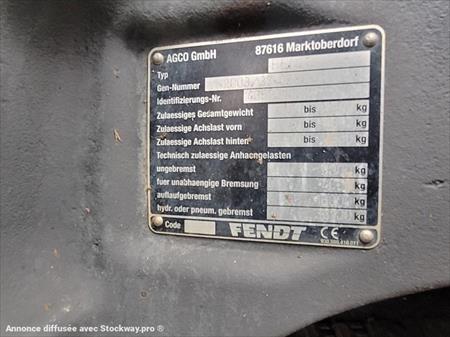 AGCO GmbH 87616 Marktoberdorf
Typ
Gen-Nummer
Identifizierungs-Nr.
Zulaessiges Gesamtgewicht bis kg
Zulaessige Achslast vorn bis kg
Zulaessige Achslast hinten bis kg
Technisch zulaessige Anhaengelasten
ungebremst kg
fuer unabhaengige Bremsung kg
auflaufgebremst kg
hydr. oder pneum. gebremst kg
Code FENDT CE
Annonce diffusée avec Stockway.pro ®